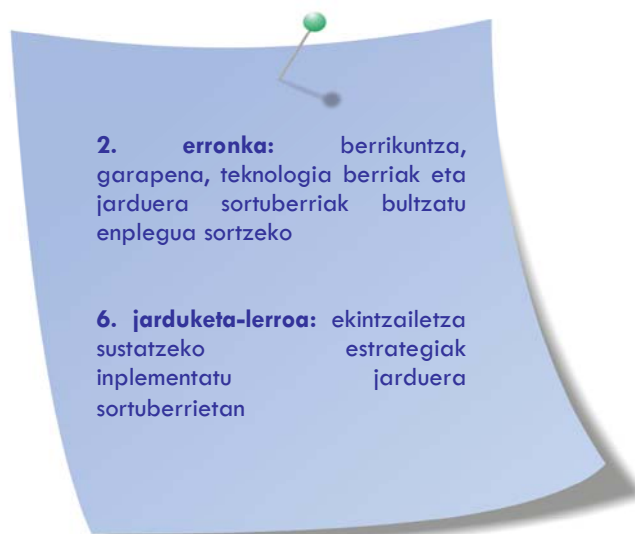 2. erronka: berrikuntza,
garapena, teknologia berriak eta
jarduera sortuberriak bultzatu
enplegua sortzeko
6. jarduketa-lerroa: ekintzailetza
sustatzeko estrategiak
inplementatu jarduera
sortuberrietan